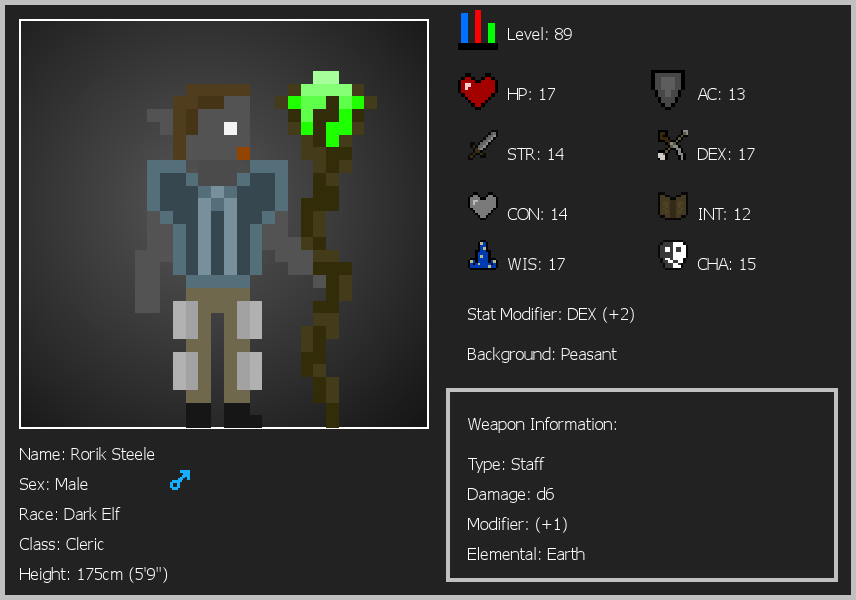 Level: 89
HP: 17
AC: 13
STR: 14
DEX: 17
CON: 14
INT: 12
WIS: 17
CHA: 15
Stat Modifier: DEX (+2)
Background: Peasant
Weapon Information:
Type: Staff
Damage: d6
Modifier: (+1)
Elemental: Earth
Name: Rorik Steele
Sex: Male
Race: Dark Elf
Class: Cleric
Height: 175cm (5'9")